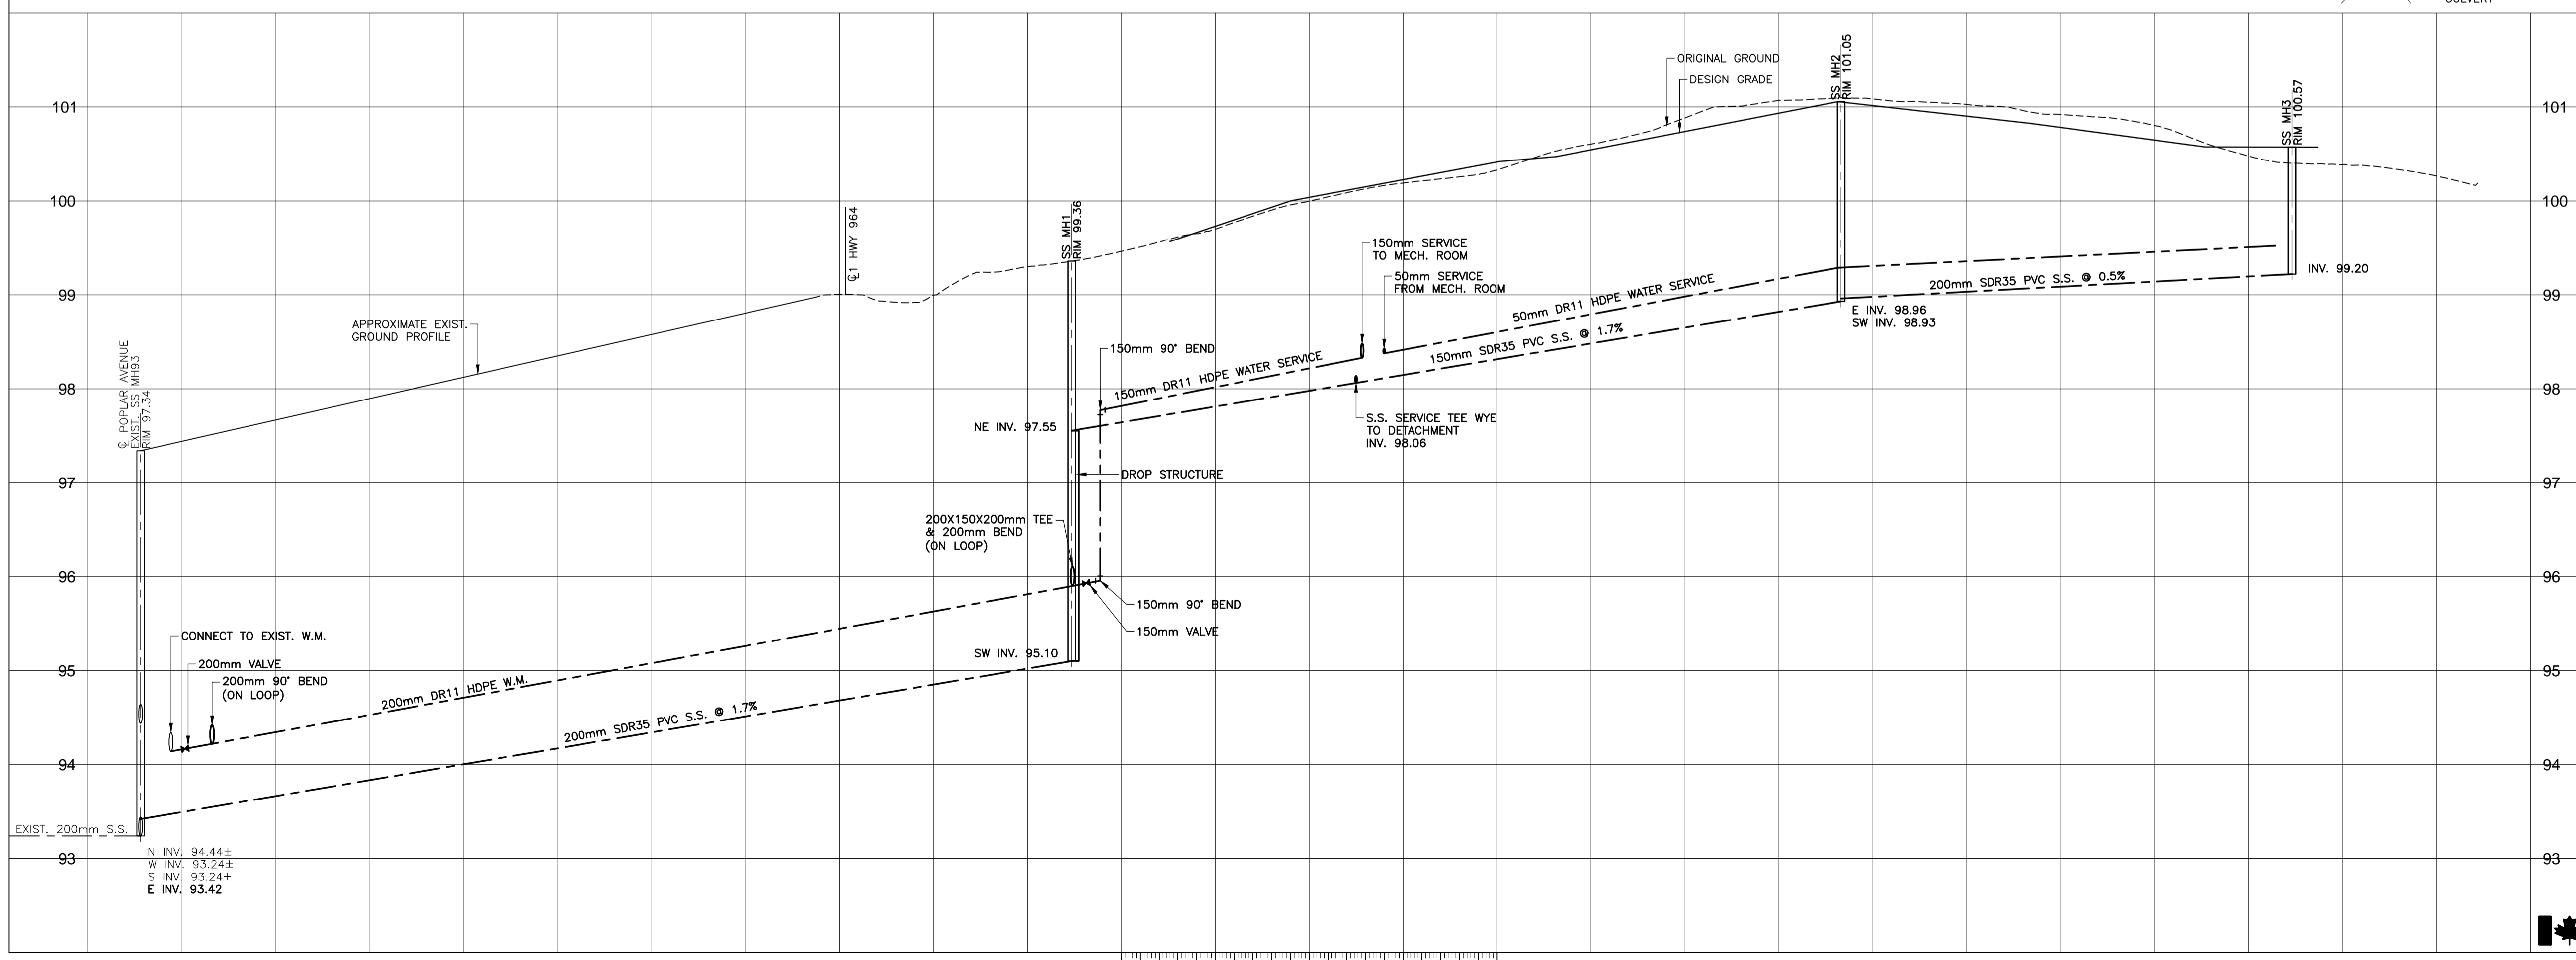 CULVERT
101
100
99
98
97
96
95
94
93
101
100
99
98
97
96
95
94
93
℄ POPLAR AVENUE
EXIST. SS MH93
RIM 97.34
APPROXIMATE EXIST.
GROUND PROFILE
℄1 HWY 964
SS MH1
RIM 99.36
ORIGINAL GROUND
DESIGN GRADE
SS MH2
RIM 101.05
SS MH3
RIM 100.57
150mm SERVICE
TO MECH. ROOM
50mm SERVICE
FROM MECH. ROOM
50mm DR11 HDPE WATER SERVICE
200mm SDR35 PVC S.S. @ 0.5%
INV. 99.20
E INV. 98.96
SW INV. 98.93
150mm 90° BEND
150mm DR11 HDPE WATER SERVICE
150mm SDR35 PVC S.S. @ 1.7%
NE INV. 97.55
S.S. SERVICE TEE WYE
TO DETACHMENT
INV. 98.06
DROP STRUCTURE
200X150X200mm TEE
& 200mm BEND
(ON LOOP)
150mm 90° BEND
150mm VALVE
SW INV. 95.10
CONNECT TO EXIST. W.M.
200mm VALVE
200mm 90° BEND
(ON LOOP)
200mm DR11 HDPE W.M.
200mm SDR35 PVC S.S. @ 1.7%
EXIST. 200mm S.S.
N INV. 94.44±
W INV. 93.24±
S INV. 93.24±
E INV. 93.42